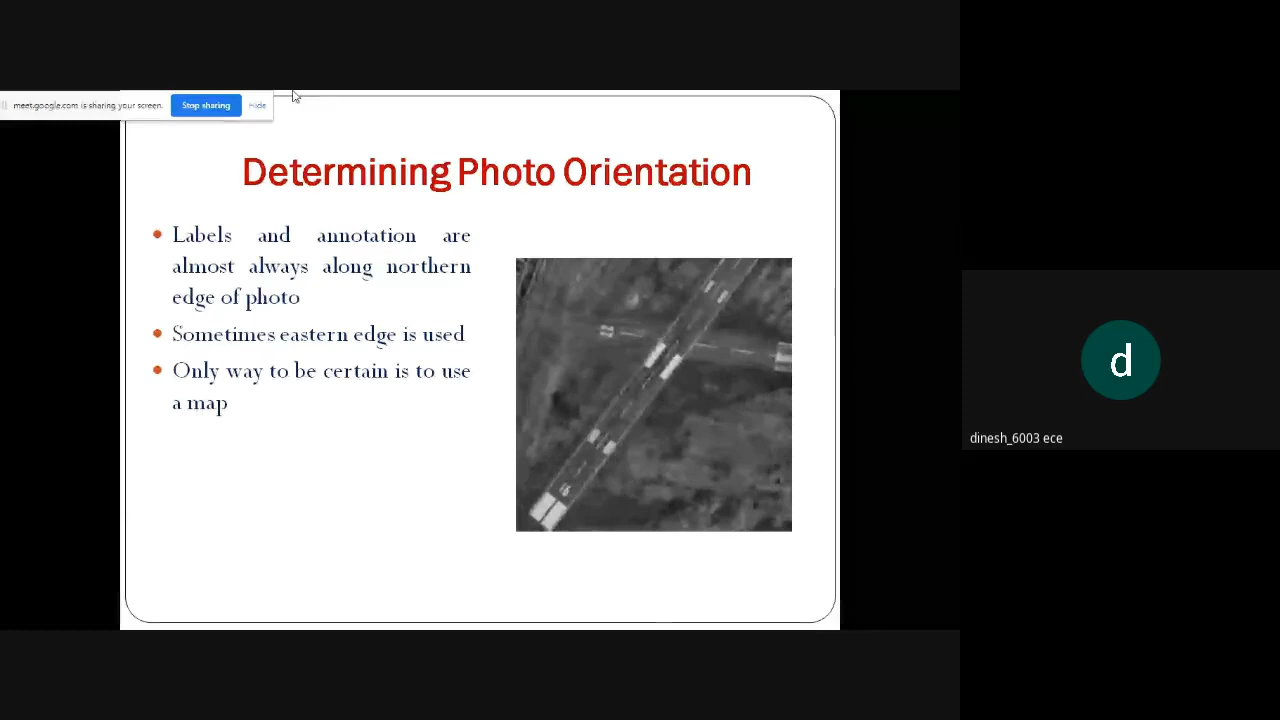 meet.google.com is sharing your screen.
Stop sharing
Hide
Determining Photo Orientation
Labels and annotation are
almost always along northern
edge of photo
Sometimes eastern edge is used
Only way to be certain is to use
a map
d
dinesh_6003 ece